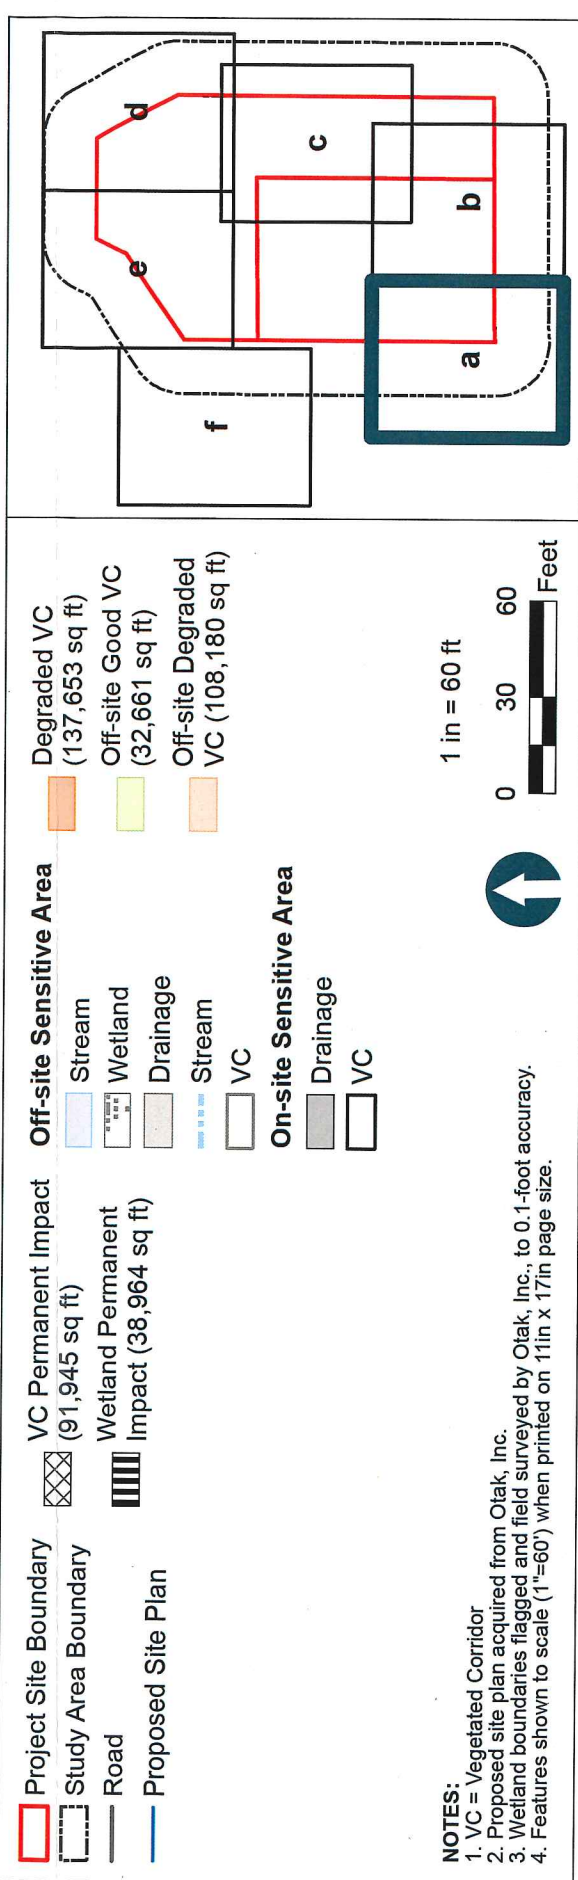 Project Site Boundary
Study Area Boundary
Road
Proposed Site Plan
VC Permanent Impact
(91,945 sq ft)
Wetland Permanent
Impact (38,964 sq ft)
Off-site Sensitive Area
Stream
Wetland
Drainage
Stream
VC
On-site Sensitive Area
Drainage
VC
Degraded VC
(137,653 sq ft)
Off-site Good VC
(32,661 sq ft)
Off-site Degraded
VC (108,180 sq ft)
NOTES:
1. VC = Vegetated Corridor
2. Proposed site plan acquired from Otak, Inc.
3. Wetland boundaries flagged and field surveyed by Otak, Inc., to 0.1-foot accuracy.
4. Features shown to scale (1"=60') when printed on 11in x 17in page size.
1 in = 60 ft
0 30 60
Feet
e
d
f
c
a
b